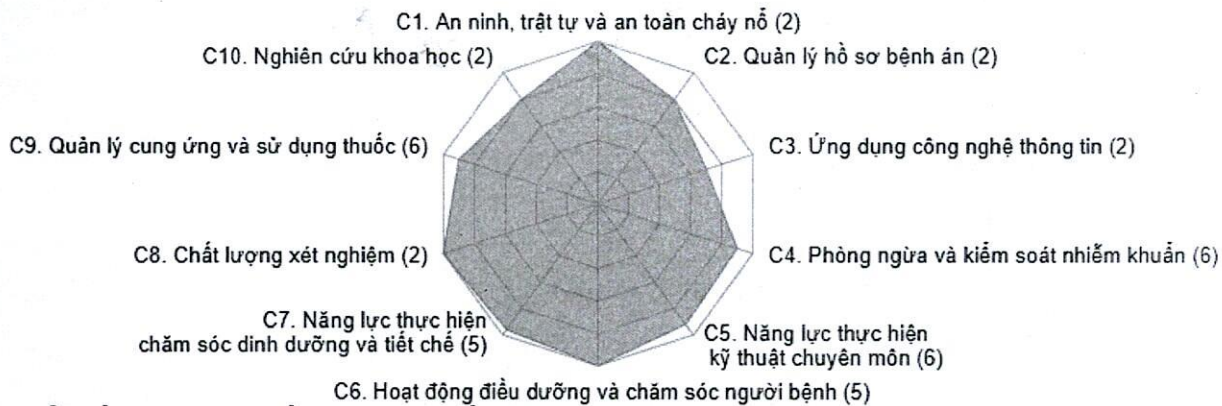 C1. An ninh, trật tự và an toàn cháy nổ (2)
C10. Nghiên cứu khoa học (2)
C2. Quản lý hồ sơ bệnh án (2)
C9. Quản lý cung ứng và sử dụng thuốc (6)
C3. Ứng dụng công nghệ thông tin (2)
C8. Chất lượng xét nghiệm (2)
C4. Phòng ngừa và kiểm soát nhiễm khuẩn (6)
C7. Năng lực thực hiện
chăm sóc dinh dưỡng và tiết chế (5)
C5. Năng lực thực hiện
kỹ thuật chuyên môn (6)
C6. Hoạt động điều dưỡng và chăm sóc người bệnh (5)